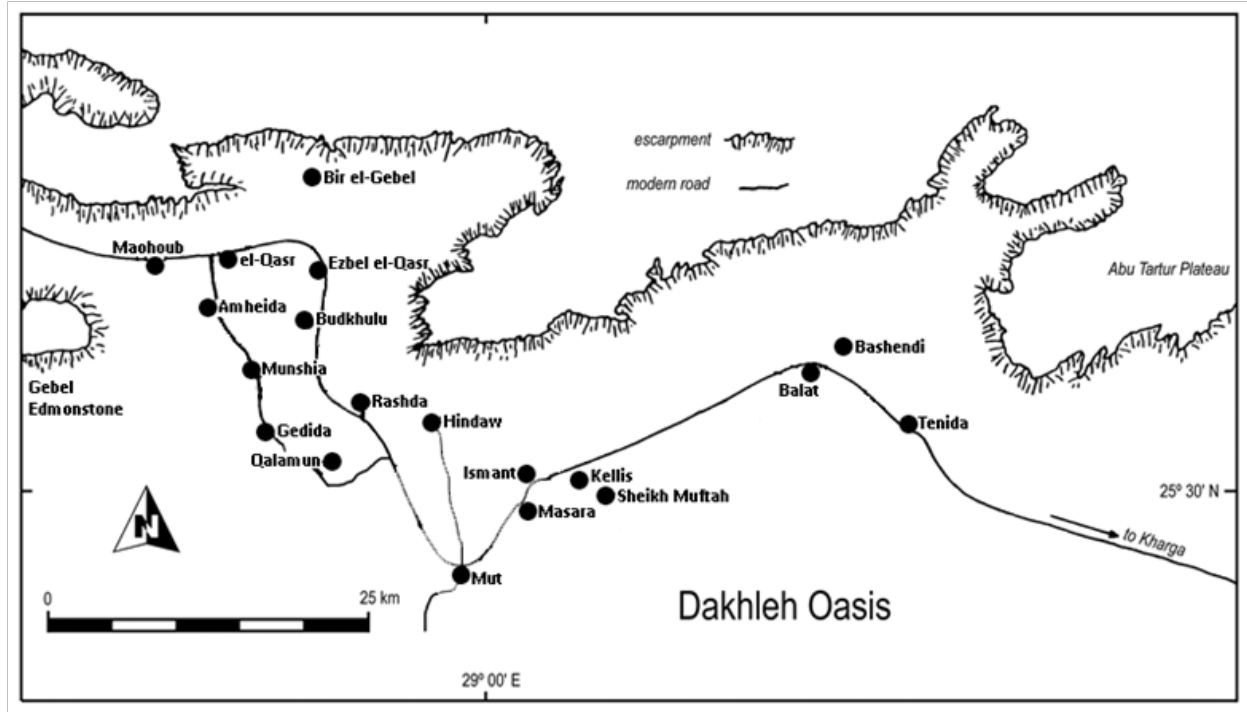 escarpment
modern road
Bir el-Gebel
Maohoub
el-Qasr
Ezbel el-Qasr
Abu Tartur Plateau
Amheida
Budkhulu
Bashendi
Munshia
Balat
Gebel
Edmonstone
Rashda
Hindaw
Tenida
Gedida
Qalamun
Ismant
Kellis
Sheikh Muftah
25º 30' N
Masara
N
to Kharga
Mut
0
25 km
Dakhleh Oasis
29º 00' E